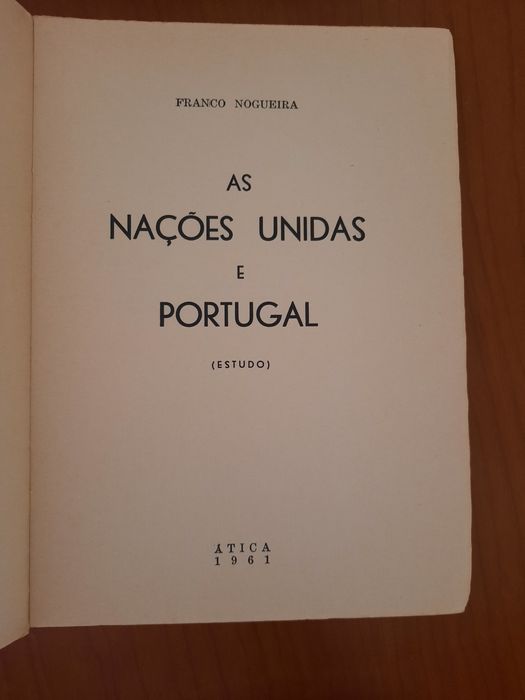 FRANCO NOGUEIRA
AS
NAÇÕES UNIDAS
E
PORTUGAL
(ESTUDO)
ÁTICA
1961